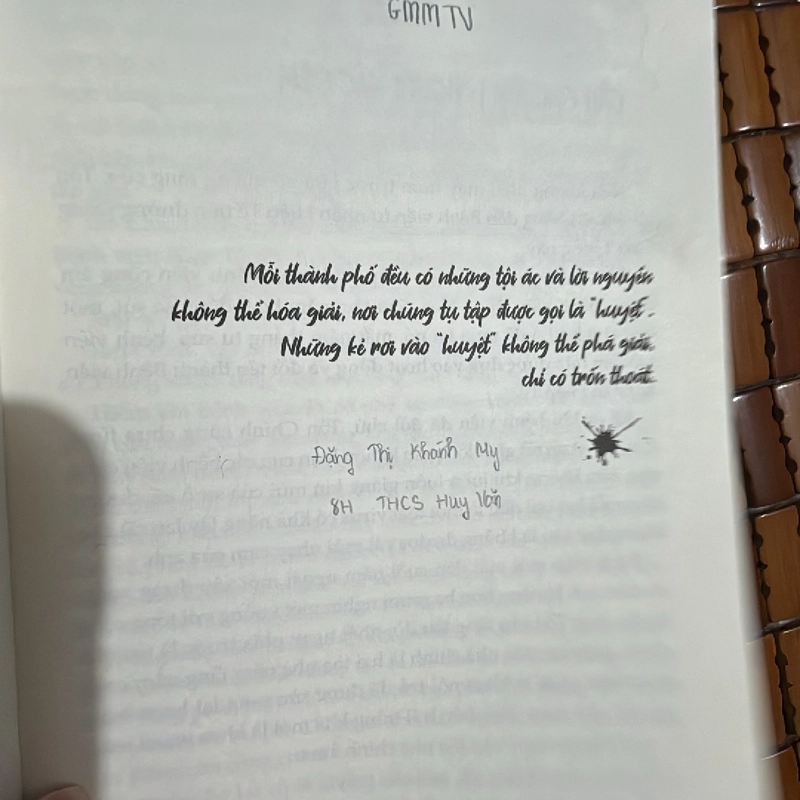 GMMTV
Mỗi thành phố đều có những tội ác và lời nguyền
không thể hóa giải, nơi chúng tụ tập được gọi là "huyệt".
Những kẻ rơi vào "huyệt" không thể phá giải,
chỉ có trốn thoát.
Đặng Thị Khánh My
8H THCS Huy Văn